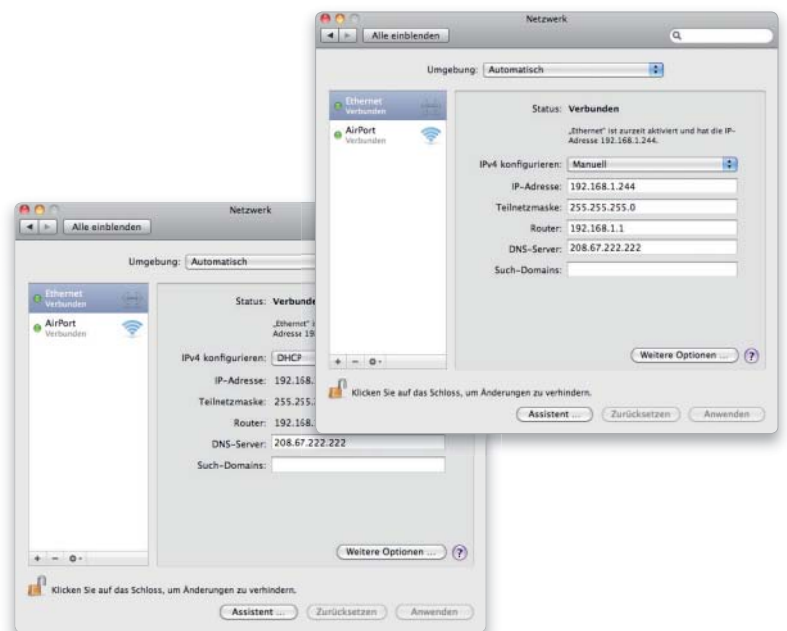 Netzwerk
Alle einblenden
Umgebung: Automatisch
Ethernet
Verbunden
AirPort
Verbunden
Status: Verbunden
„Ethernet" ist zurzeit aktiviert und hat die IP-
Adresse 192.168.1.244.
IPv4 konfigurieren: Manuell
IP-Adresse: 192.168.1.244
Teilnetzmaske: 255.255.255.0
Router: 192.168.1.1
DNS-Server: 208.67.222.222
Such-Domains:
Weitere Optionen ...
?
Klicken Sie auf das Schloss, um Änderungen zu verhindern.
Assistent ...
Zurücksetzen
Anwenden
Netzwerk
Alle einblenden
Umgebung: Automatisch
Ethernet
Verbunden
AirPort
Verbunden
Status:
„Ethernet"
Adresse
IPv4 konfigurieren: DHCP
IP-Adresse: 192.168.
Teilnetzmaske: 255.255.
Router: 192.168.
DNS-Server: 208.67.222.222
Such-Domains:
Weitere Optionen ...
?
Klicken Sie auf das Schloss, um Änderungen zu verhindern.
Assistent ...
Zurücksetzen
Anwenden